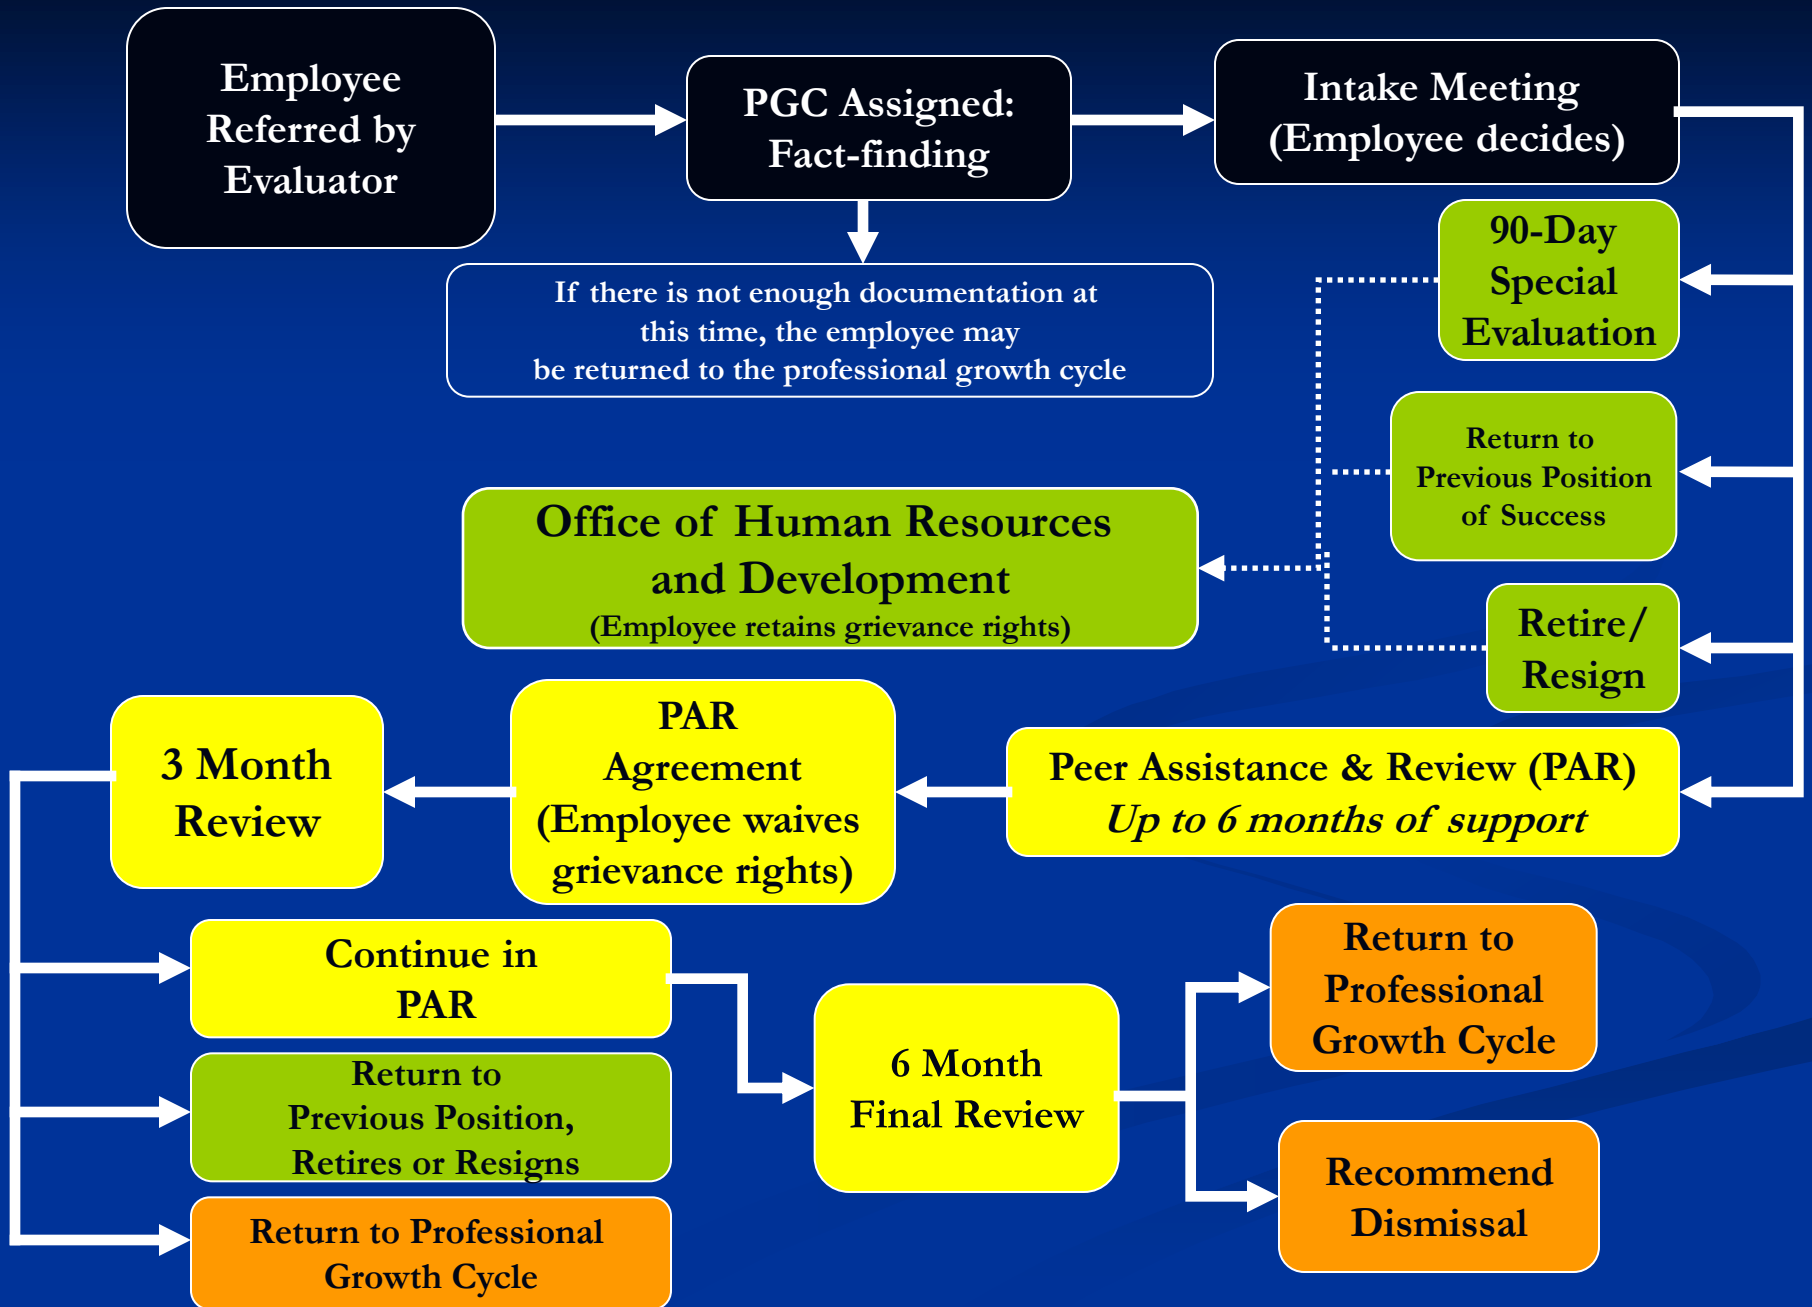 Employee
Referred by
Evaluator
PGC Assigned:
Fact-finding
Intake Meeting
(Employee decides)
If there is not enough documentation at
this time, the employee may
be returned to the professional growth cycle
90-Day
Special
Evaluation
Return to
Previous Position
of Success
Office of Human Resources
and Development
(Employee retains grievance rights)
Retire/
Resign
Peer Assistance & Review (PAR)
Up to 6 months of support
PAR
Agreement
(Employee waives
grievance rights)
3 Month
Review
Continue in
PAR
Return to
Previous Position,
Retires or Resigns
Return to Professional
Growth Cycle
6 Month
Final Review
Return to
Professional
Growth Cycle
Recommend
Dismissal